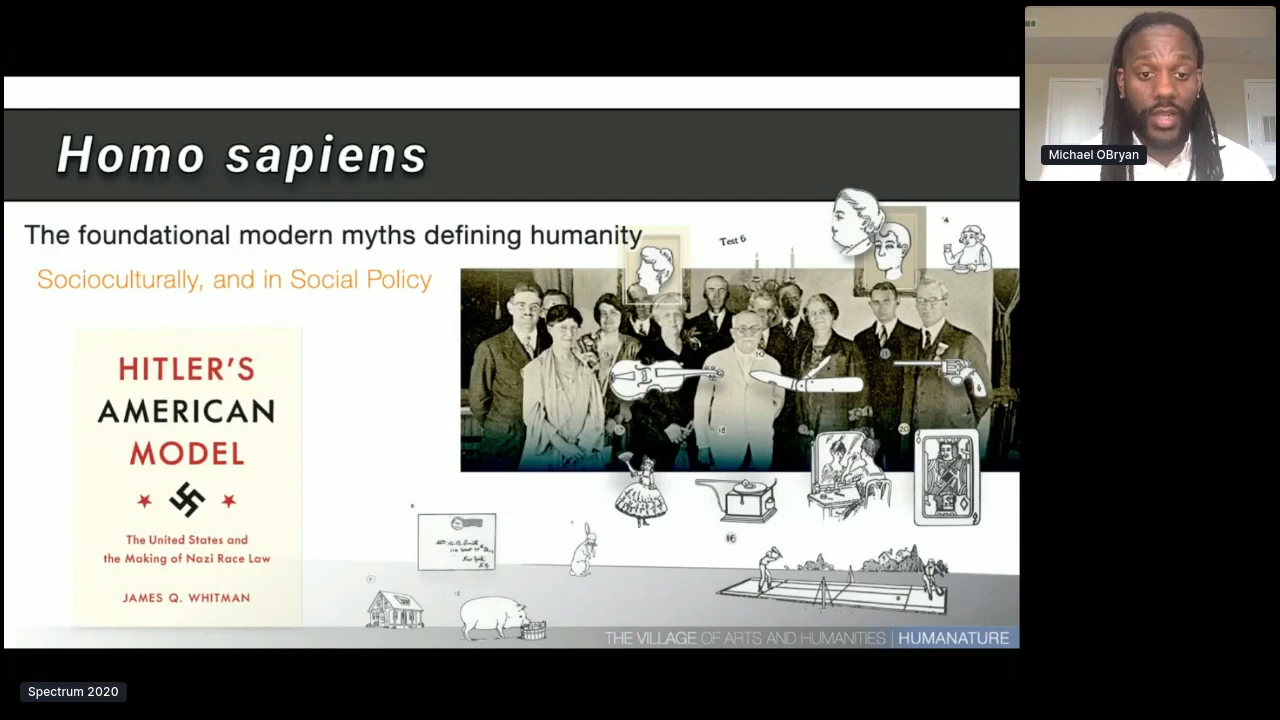 Homo sapiens
The foundational modern myths defining humanity
Socioculturally, and in Social Policy
HITLER'S
AMERICAN
MODEL
The United States and
the Making of Nazi Race Law
JAMES Q. WHITMAN
Test 6
16
THE VILLAGE OF ARTS AND HUMANITIES | HUMANATURE
Michael OBryan
Spectrum 2020